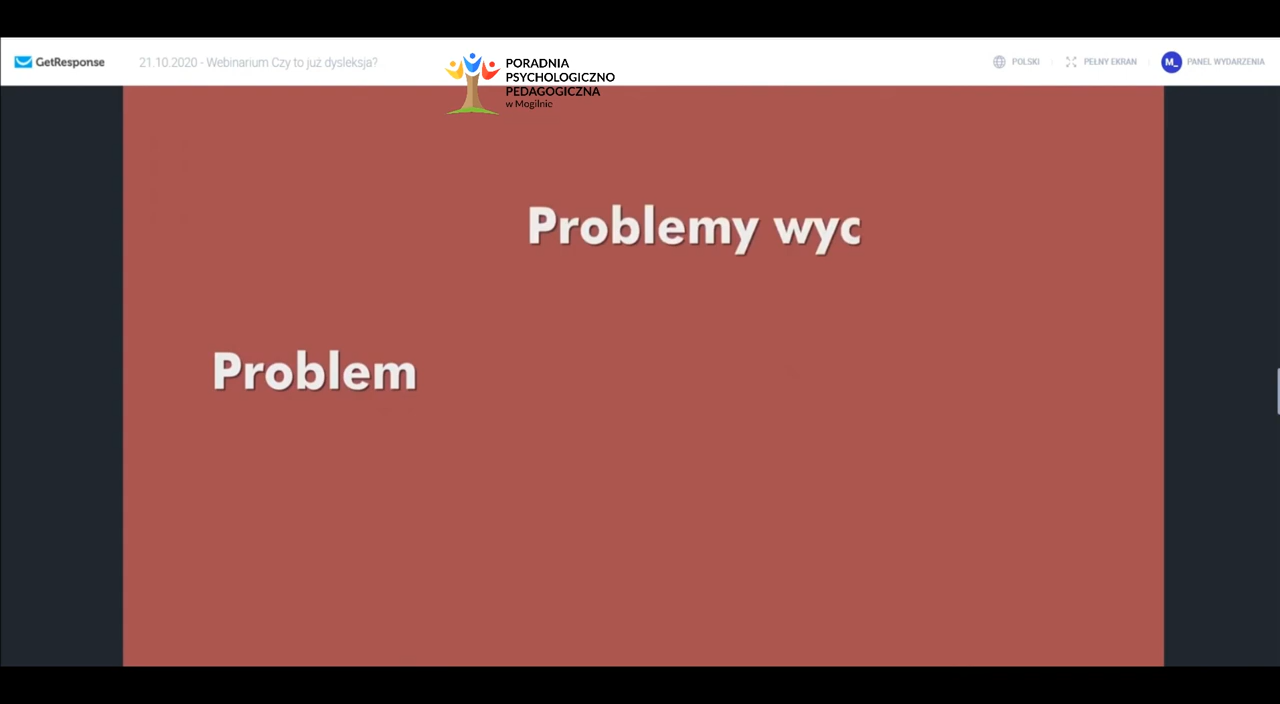 GetResponse
21.10.2020 - Webinarium Czy to już dysleksja?
PORADNIA
PSYCHOLOGICZNO
PEDAGOGICZNA
w Mogilnie
POLSKI
PEŁNY EKRAN
M_
PANEL WYDARZENIA
Problemy wyc
Problem